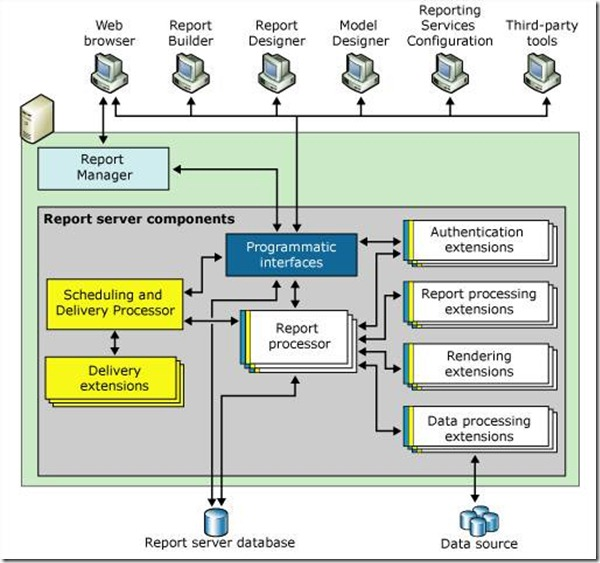 Web
browser
Report
Builder
Report
Designer
Model
Designer
Reporting
Services
Configuration
Third-party
tools
Report
Manager
Report server components
Programmatic
interfaces
Authentication
extensions
Scheduling and
Delivery Processor
Report
processor
Report processing
extensions
Rendering
extensions
Delivery
extensions
Data processing
extensions
Report server database
Data source